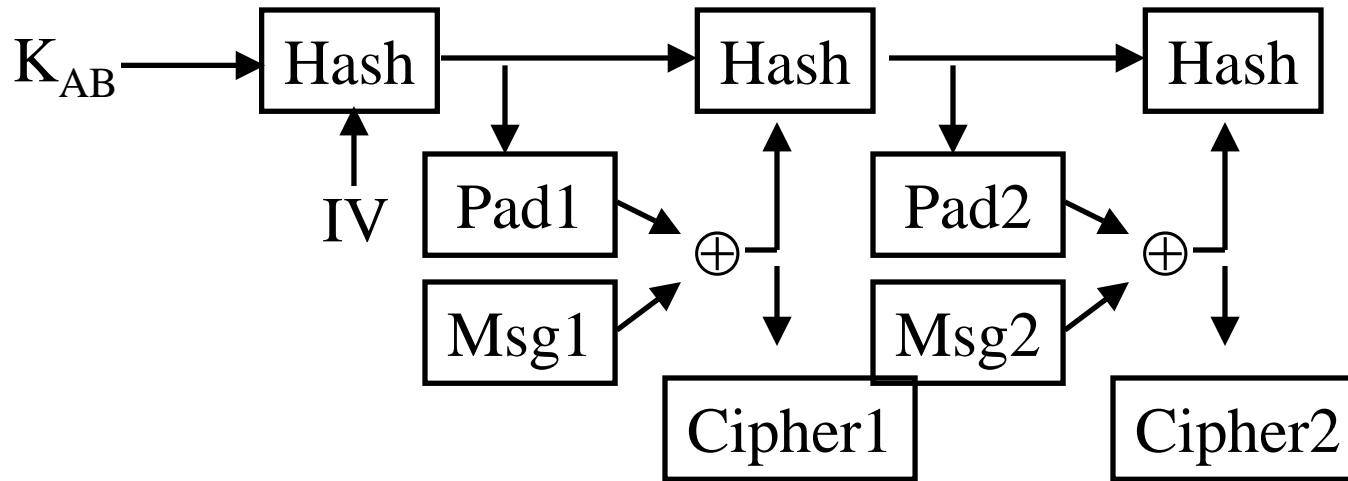 K_AB
Hash
Hash
Hash
IV
Pad1
Pad2
⊕
⊕
Msg1
Msg2
Cipher1
Cipher2